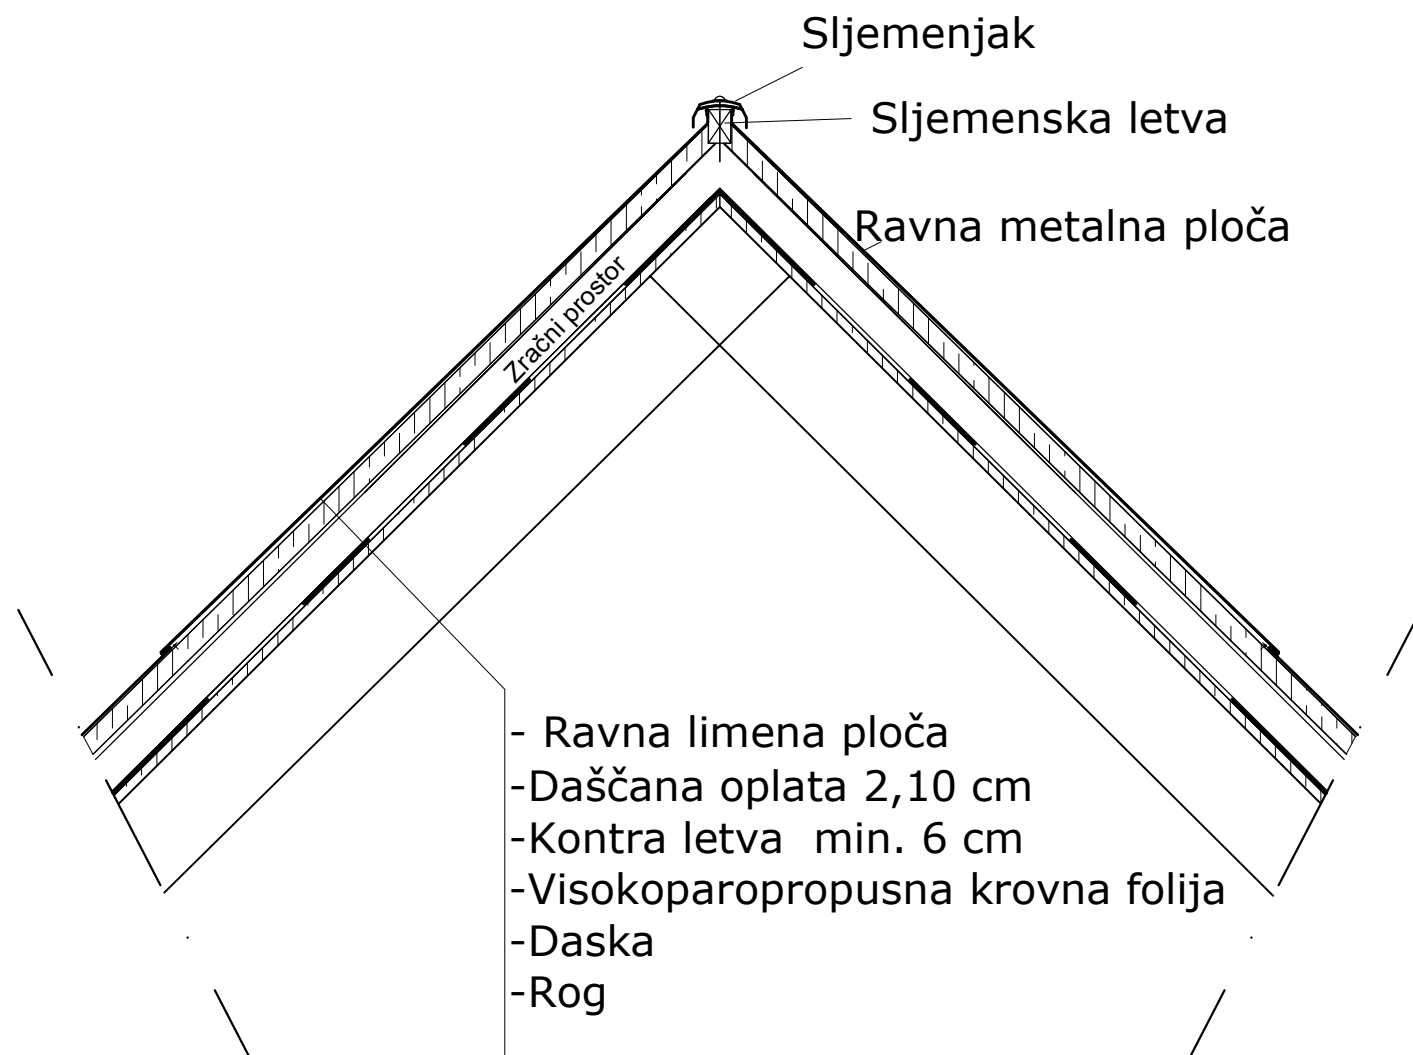 Sljemenjak
Sljemenska letva
Ravna metalna ploča
Zračni prostor
- Ravna limena ploča
-Daščana oplata 2,10 cm
-Kontra letva  min. 6 cm
-Visokoparopropusna krovna folija
-Daska
-Rog